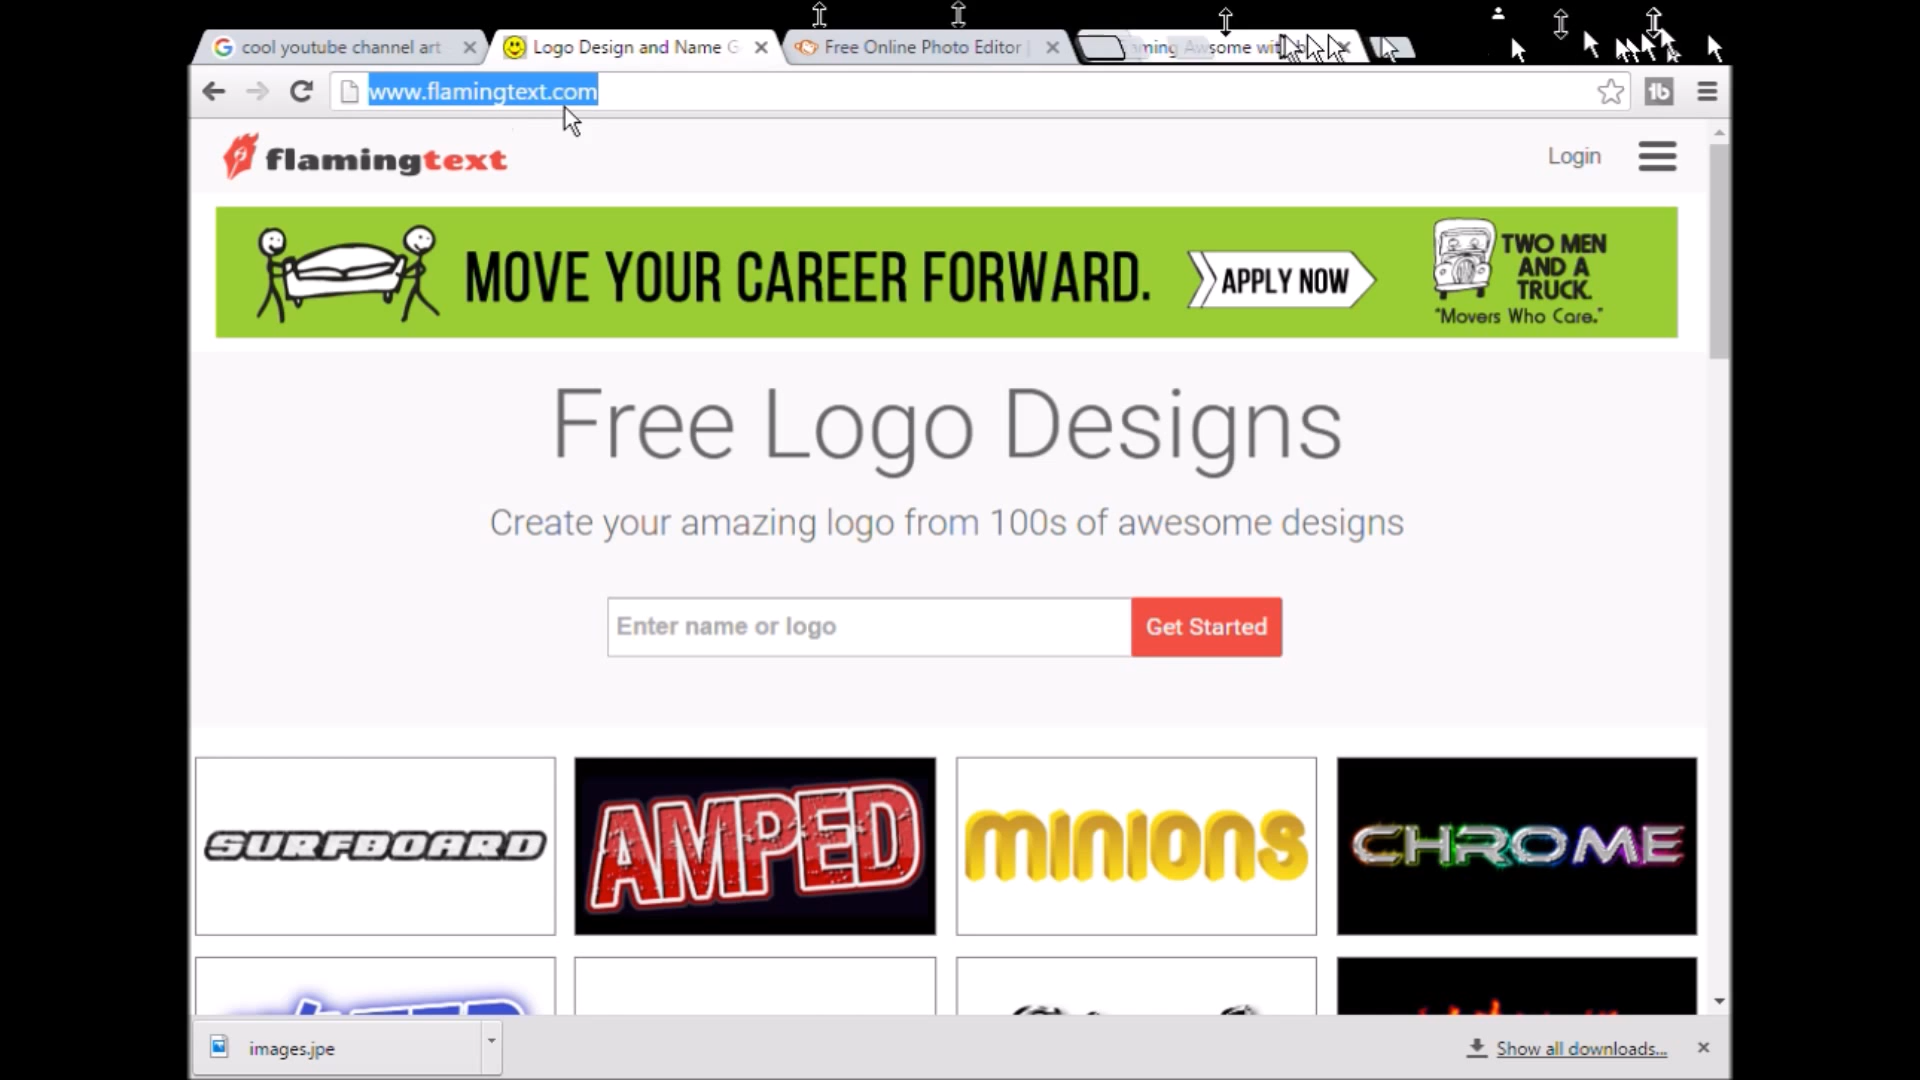 cool youtube channel art
Logo Design and Name G
Free Online Photo Editor |
www.flamingtext.com
flamingtext
Login
MOVE YOUR CAREER FORWARD.
APPLY NOW
TWO MEN
AND A
TRUCK.
"Movers Who Care."
Free Logo Designs
Create your amazing logo from 100s of awesome designs
Enter name or logo
Get Started
SURFBOARD
AMPED
minions
CHROME
images.jpe
Show all downloads...